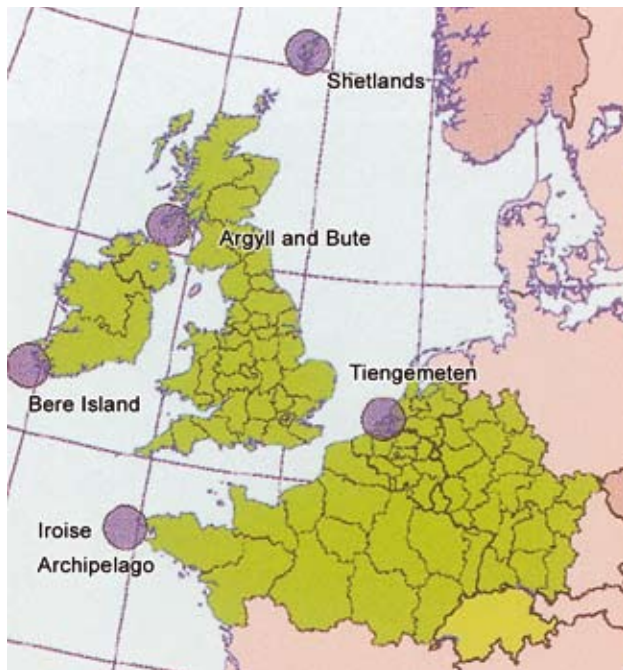 Shetlands
Argyll and Bute
Tiengemeten
Bere Island
Iroise
Archipelago